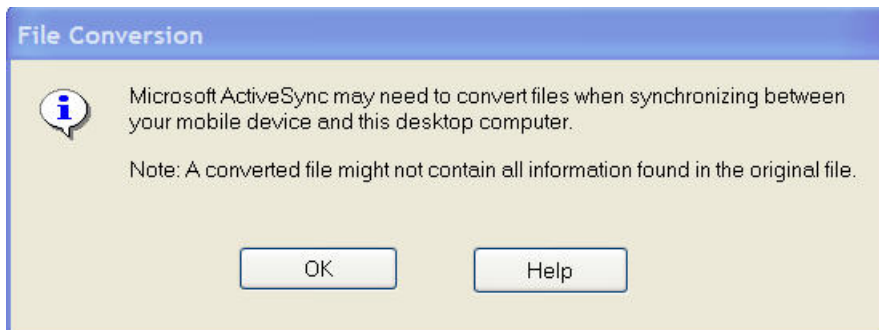 File Conversion
Microsoft ActiveSync may need to convert files when synchronizing between
your mobile device and this desktop computer.
Note: A converted file might not contain all information found in the original file.
OK
Help